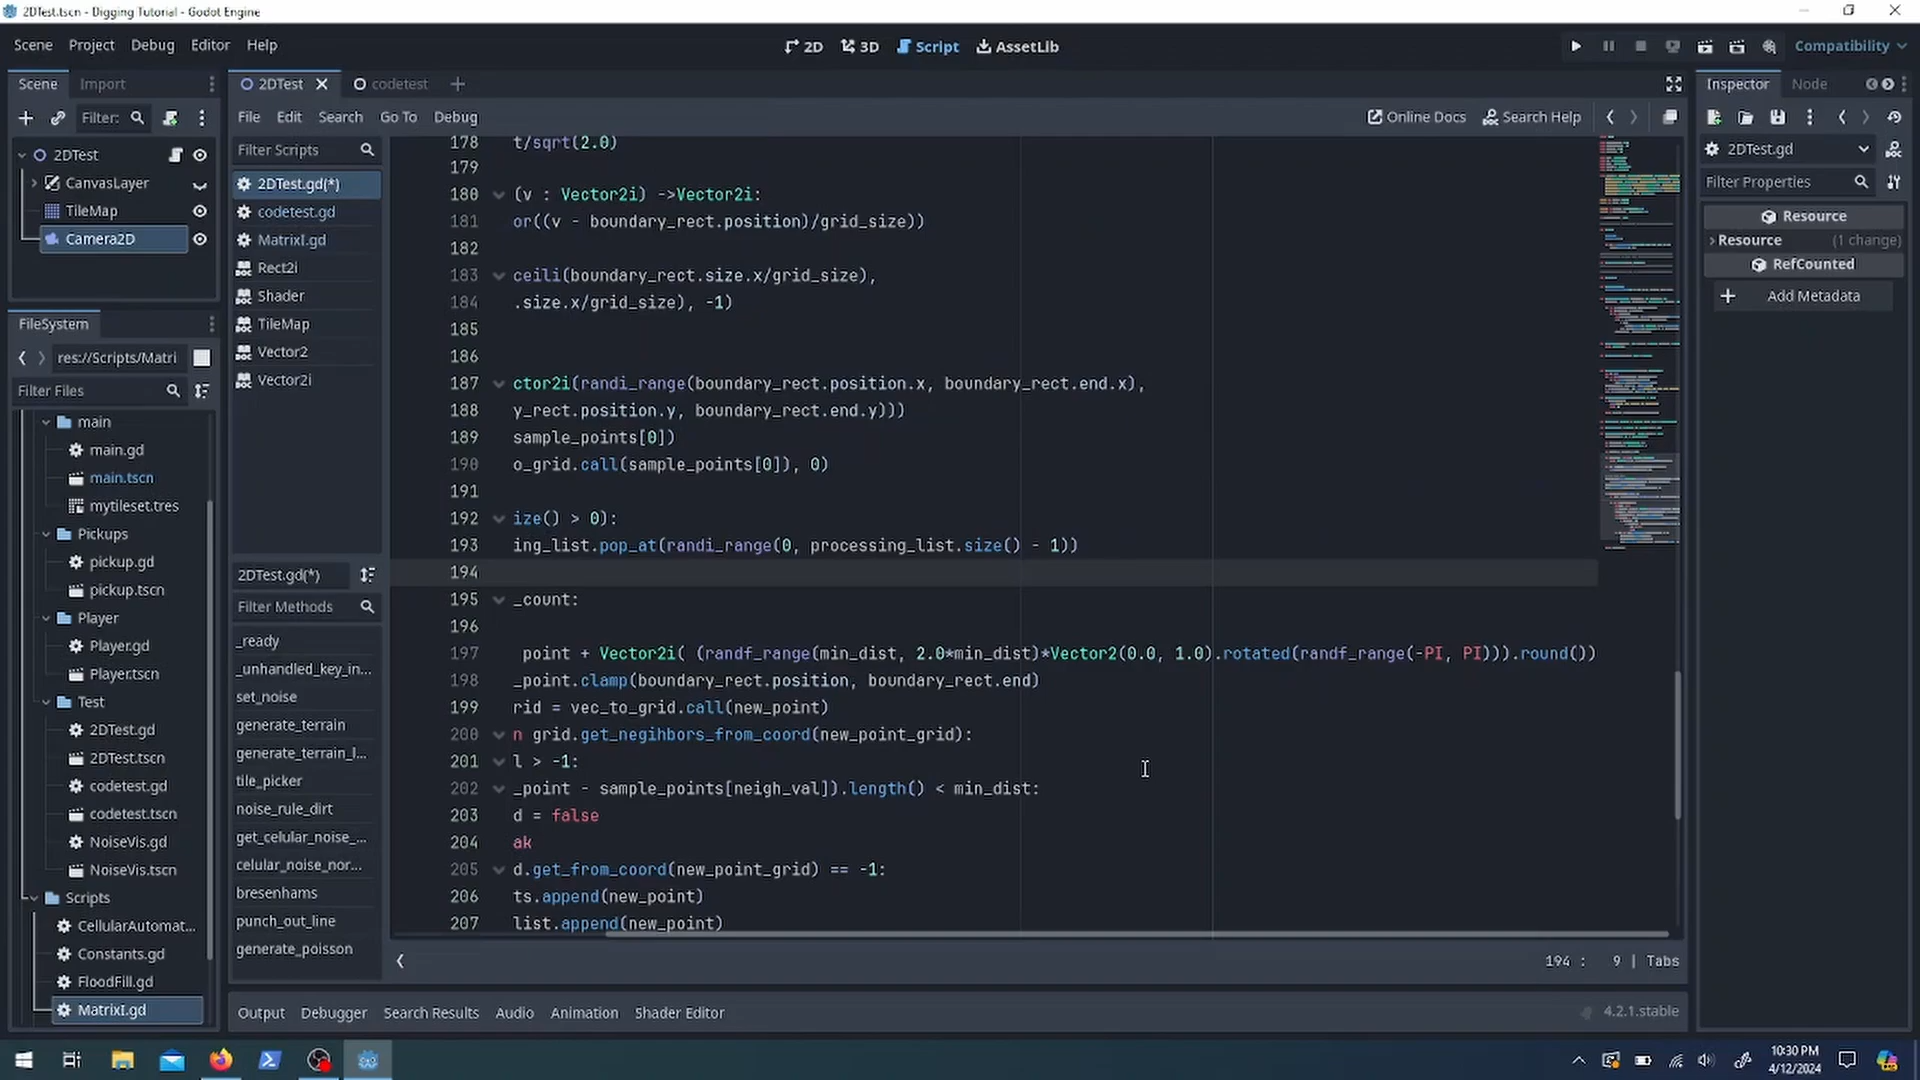 2DTest.tscn - Digging Tutorial - Godot Engine
Scene Project Debug Editor Help
2D 3D Script AssetLib
Compatibility
Scene Import
2DTest codetest
Inspector Node
Filter:
File Edit Search Go To Debug
Online Docs Search Help
2DTest
CanvasLayer
TileMap
Camera2D
Filter Scripts
2DTest.gd(*)
codetest.gd
MatrixI.gd
Rect2i
Shader
TileMap
Vector2
Vector2i
2DTest.gd
Filter Properties
Resource
Resource (1 change)
RefCounted
Add Metadata
FileSystem
res://Scripts/Matri
Filter Files
main
main.gd
main.tscn
mytileset.tres
Pickups
pickup.gd
pickup.tscn
Player
Player.gd
Player.tscn
Test
2DTest.gd
2DTest.tscn
codetest.gd
codetest.tscn
NoiseVis.gd
NoiseVis.tscn
Scripts
CellularAutomat...
Constants.gd
FloodFill.gd
MatrixI.gd
2DTest.gd(*)
Filter Methods
_ready
_unhandled_key_in...
set_noise
generate_terrain
generate_terrain_l...
tile_picker
noise_rule_dirt
get_celular_noise_...
celular_noise_nor...
bresenhams
punch_out_line
generate_poisson
178 t/sqrt(2.0)
179
180 (v : Vector2i) ->Vector2i:
181 or((v - boundary_rect.position)/grid_size))
182
183 ceili(boundary_rect.size.x/grid_size),
184 .size.x/grid_size), -1)
185
186
187 ctor2i(randi_range(boundary_rect.position.x, boundary_rect.end.x),
188 y_rect.position.y, boundary_rect.end.y)))
189 sample_points[0])
190 o_grid.call(sample_points[0]), 0)
191
192 ize() > 0):
193 ing_list.pop_at(randi_range(0, processing_list.size() - 1))
194
195 _count:
196
197 point + Vector2i( (randf_range(min_dist, 2.0*min_dist)*Vector2(0.0, 1.0).rotated(randf_range(-PI, PI))).round())
198 _point.clamp(boundary_rect.position, boundary_rect.end)
199 rid = vec_to_grid.call(new_point)
200 n grid.get_negihbors_from_coord(new_point_grid):
201 l > -1:
202 _point - sample_points[neigh_val]).length() < min_dist:
203 d = false
204 ak
205 d.get_from_coord(new_point_grid) == -1:
206 ts.append(new_point)
207 list.append(new_point)
194 : 9 | Tabs
Output Debugger Search Results Audio Animation Shader Editor
4.2.1.stable
10:30 PM
4/12/2024